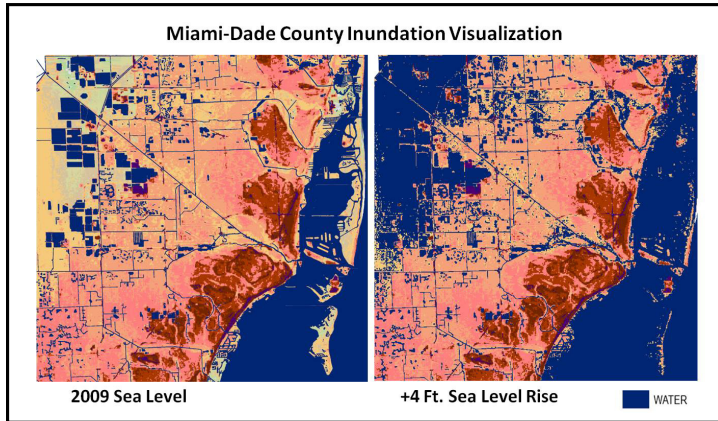 Miami-Dade County Inundation Visualization
2009 Sea Level
+4 Ft. Sea Level Rise
WATER